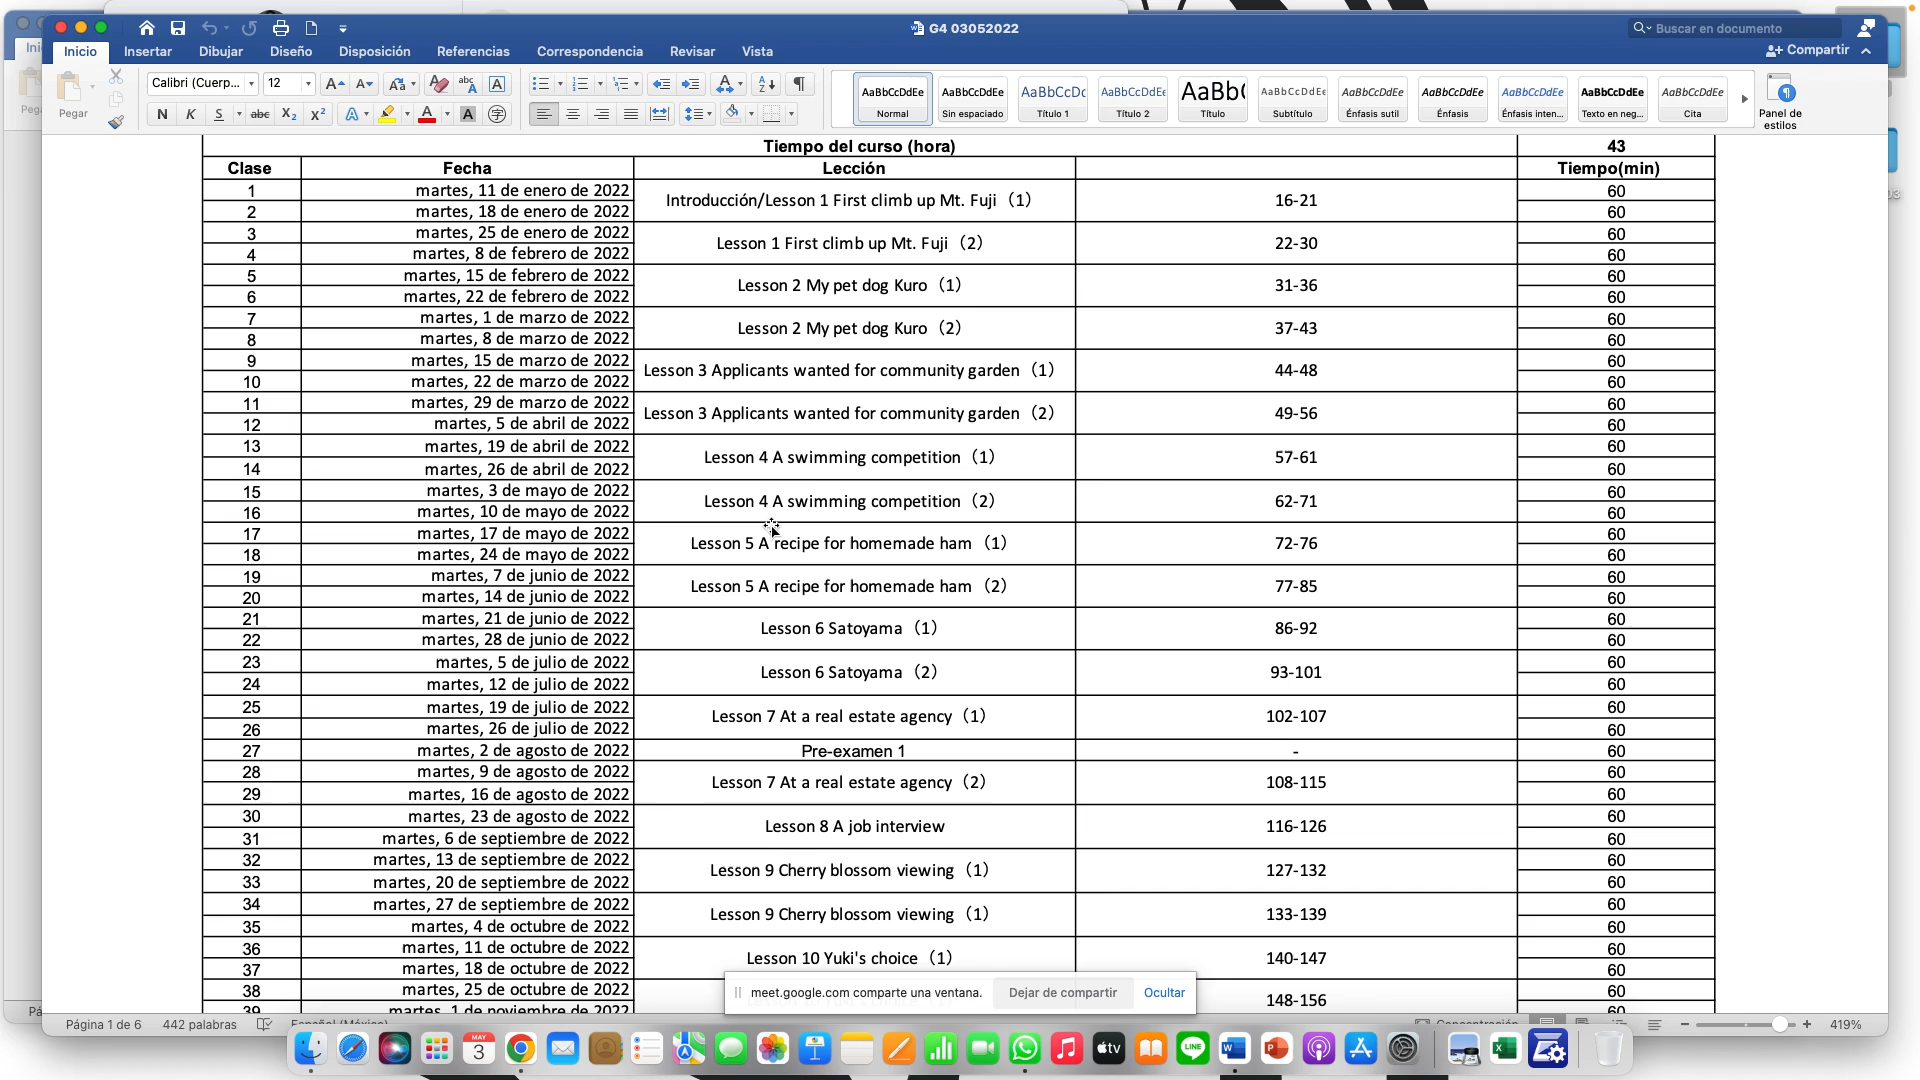 G4 03052022
Buscar en documento
Inicio Insertar Dibujar Diseño Disposición Referencias Correspondencia Revisar Vista
Compartir
Calibri (Cuerp... 12
Pegar
N K S abc X₂ X²
AaBbCcDdEe Normal
AaBbCcDdEe Sin espaciado
AaBbCcDc Título 1
AaBbCcDdEe Título 2
AaBb( Título
AaBbCcDdEe Subtítulo
AaBbCcDdEe Énfasis sutil
AaBbCcDdEe Énfasis
AaBbCcDdEe Énfasis inten...
AaBbCcDdEe Texto en neg...
AaBbCcDdEe Cita
Panel de
estilos
Tiempo del curso (hora) 43
Clase Fecha Lección Tiempo(min)
1 martes, 11 de enero de 2022 Introducción/Lesson 1 First climb up Mt. Fuji（1） 16-21 60
2 martes, 18 de enero de 2022 60
3 martes, 25 de enero de 2022 Lesson 1 First climb up Mt. Fuji（2） 22-30 60
4 martes, 8 de febrero de 2022 60
5 martes, 15 de febrero de 2022 Lesson 2 My pet dog Kuro（1） 31-36 60
6 martes, 22 de febrero de 2022 60
7 martes, 1 de marzo de 2022 Lesson 2 My pet dog Kuro（2） 37-43 60
8 martes, 8 de marzo de 2022 60
9 martes, 15 de marzo de 2022 Lesson 3 Applicants wanted for community garden（1） 44-48 60
10 martes, 22 de marzo de 2022 60
11 martes, 29 de marzo de 2022 Lesson 3 Applicants wanted for community garden（2） 49-56 60
12 martes, 5 de abril de 2022 60
13 martes, 19 de abril de 2022 Lesson 4 A swimming competition（1） 57-61 60
14 martes, 26 de abril de 2022 60
15 martes, 3 de mayo de 2022 Lesson 4 A swimming competition（2） 62-71 60
16 martes, 10 de mayo de 2022 60
17 martes, 17 de mayo de 2022 Lesson 5 A recipe for homemade ham（1） 72-76 60
18 martes, 24 de mayo de 2022 60
19 martes, 7 de junio de 2022 Lesson 5 A recipe for homemade ham（2） 77-85 60
20 martes, 14 de junio de 2022 60
21 martes, 21 de junio de 2022 Lesson 6 Satoyama（1） 86-92 60
22 martes, 28 de junio de 2022 60
23 martes, 5 de julio de 2022 Lesson 6 Satoyama（2） 93-101 60
24 martes, 12 de julio de 2022 60
25 martes, 19 de julio de 2022 Lesson 7 At a real estate agency（1） 102-107 60
26 martes, 26 de julio de 2022 60
27 martes, 2 de agosto de 2022 Pre-examen 1 - 60
28 martes, 9 de agosto de 2022 Lesson 7 At a real estate agency（2） 108-115 60
29 martes, 16 de agosto de 2022 60
30 martes, 23 de agosto de 2022 Lesson 8 A job interview 116-126 60
31 martes, 6 de septiembre de 2022 60
32 martes, 13 de septiembre de 2022 Lesson 9 Cherry blossom viewing（1） 127-132 60
33 martes, 20 de septiembre de 2022 60
34 martes, 27 de septiembre de 2022 Lesson 9 Cherry blossom viewing（1） 133-139 60
35 martes, 4 de octubre de 2022 60
36 martes, 11 de octubre de 2022 Lesson 10 Yuki's choice（1） 140-147 60
37 martes, 18 de octubre de 2022 60
38 martes, 25 de octubre de 2022 148-156 60
39 martes, 1 de noviembre de 2022 60
meet.google.com comparte una ventana. Dejar de compartir Ocultar
Página 1 de 6 442 palabras Español (México) Concentración 419%
MAY
3
tv
LINE